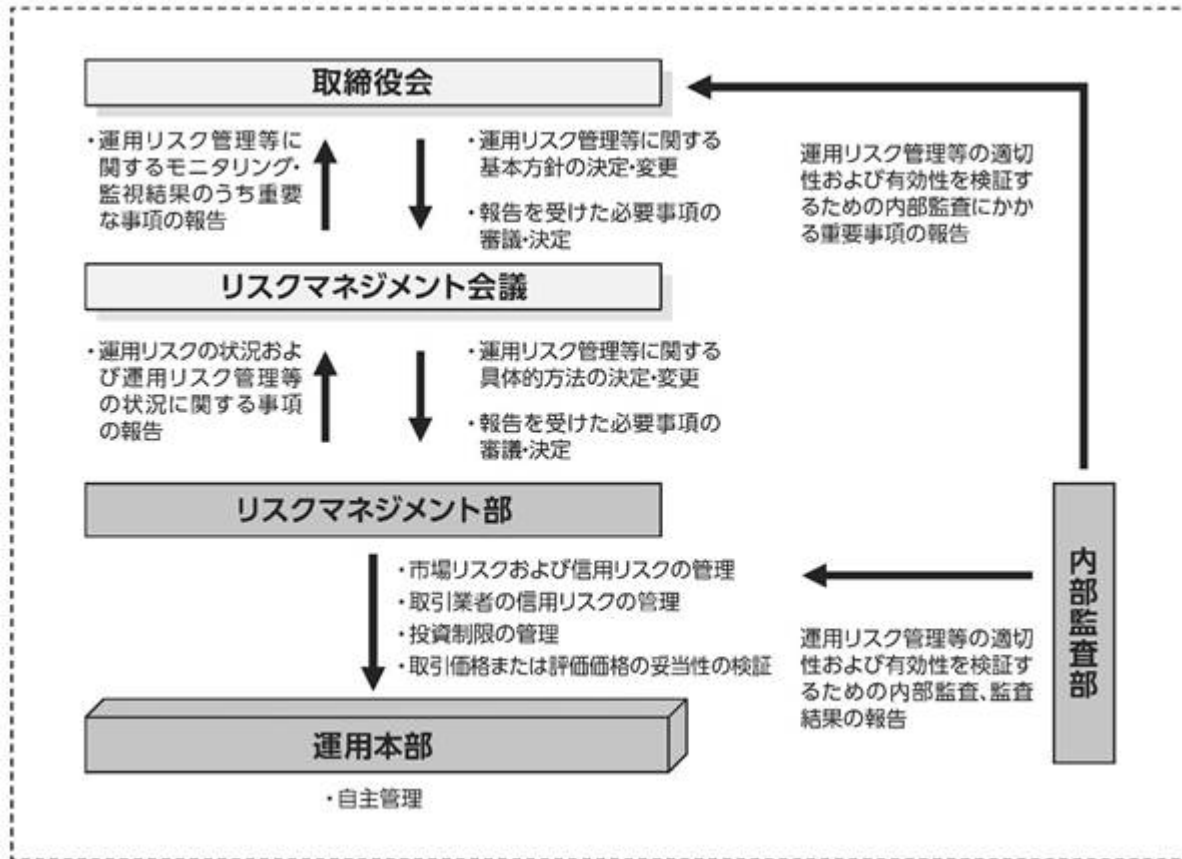 取締役会
・運用リスク管理等に
関するモニタリング・
監視結果のうち重要
な事項の報告
・運用リスク管理等に関する
基本方針の決定・変更
・報告を受けた必要事項の
審議・決定
運用リスク管理等の適切
性および有効性を検証す
るための内部監査にかか
る重要事項の報告
リスクマネジメント会議
・運用リスクの状況およ
び運用リスク管理等
の状況に関する事項
の報告
・運用リスク管理等に関する
具体的方法の決定・変更
・報告を受けた必要事項の
審議・決定
リスクマネジメント部
・市場リスクおよび信用リスクの管理
・取引業者の信用リスクの管理
・投資制限の管理
・取引価格または評価価格の妥当性の検証
運用リスク管理等の適切
性および有効性を検証す
るための内部監査、監査
結果の報告
内部監査部
運用本部
・自主管理